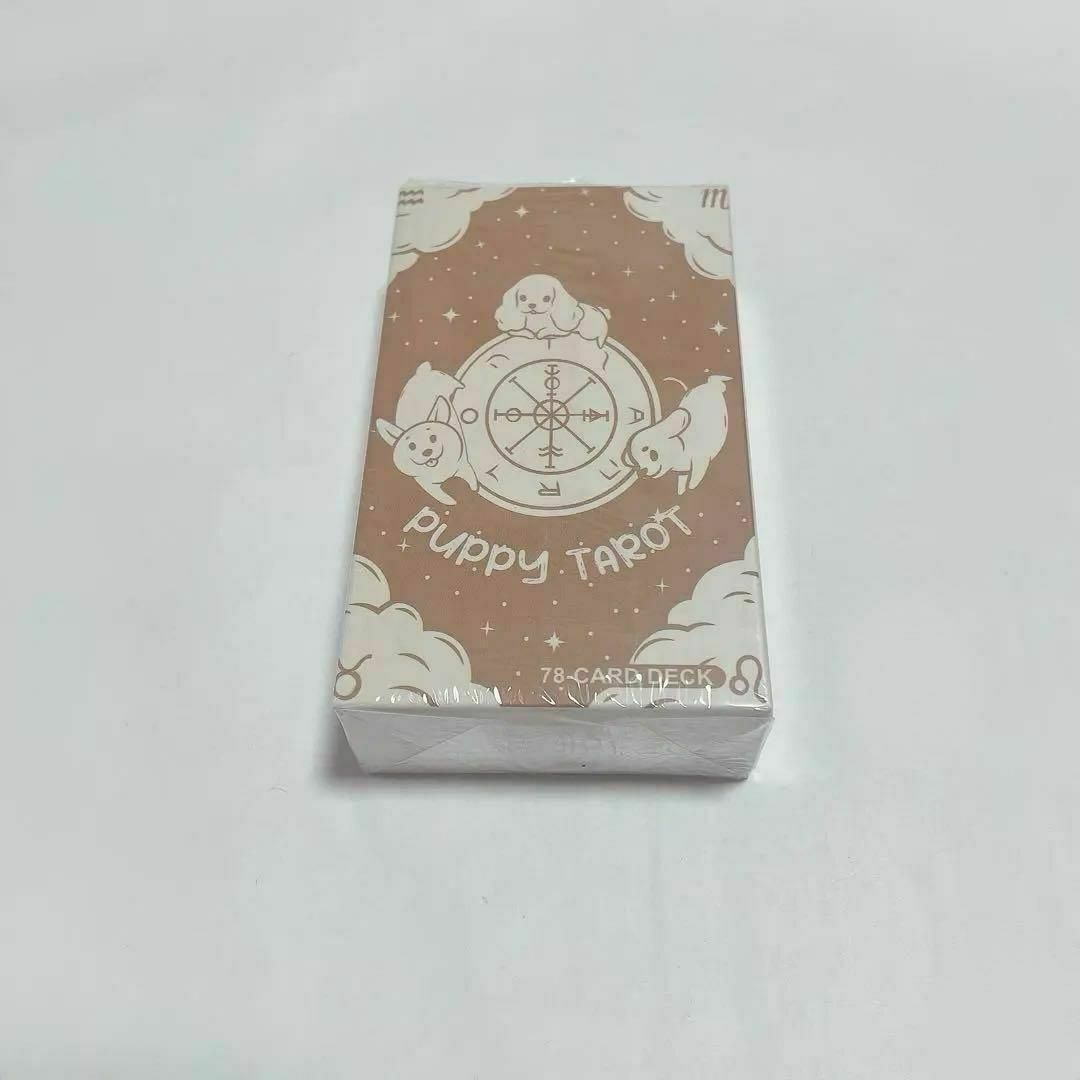 ♒ ♏
T
O A
Y ך
R
PUPPY TAROT
78-CARD DECK
♉ ♌